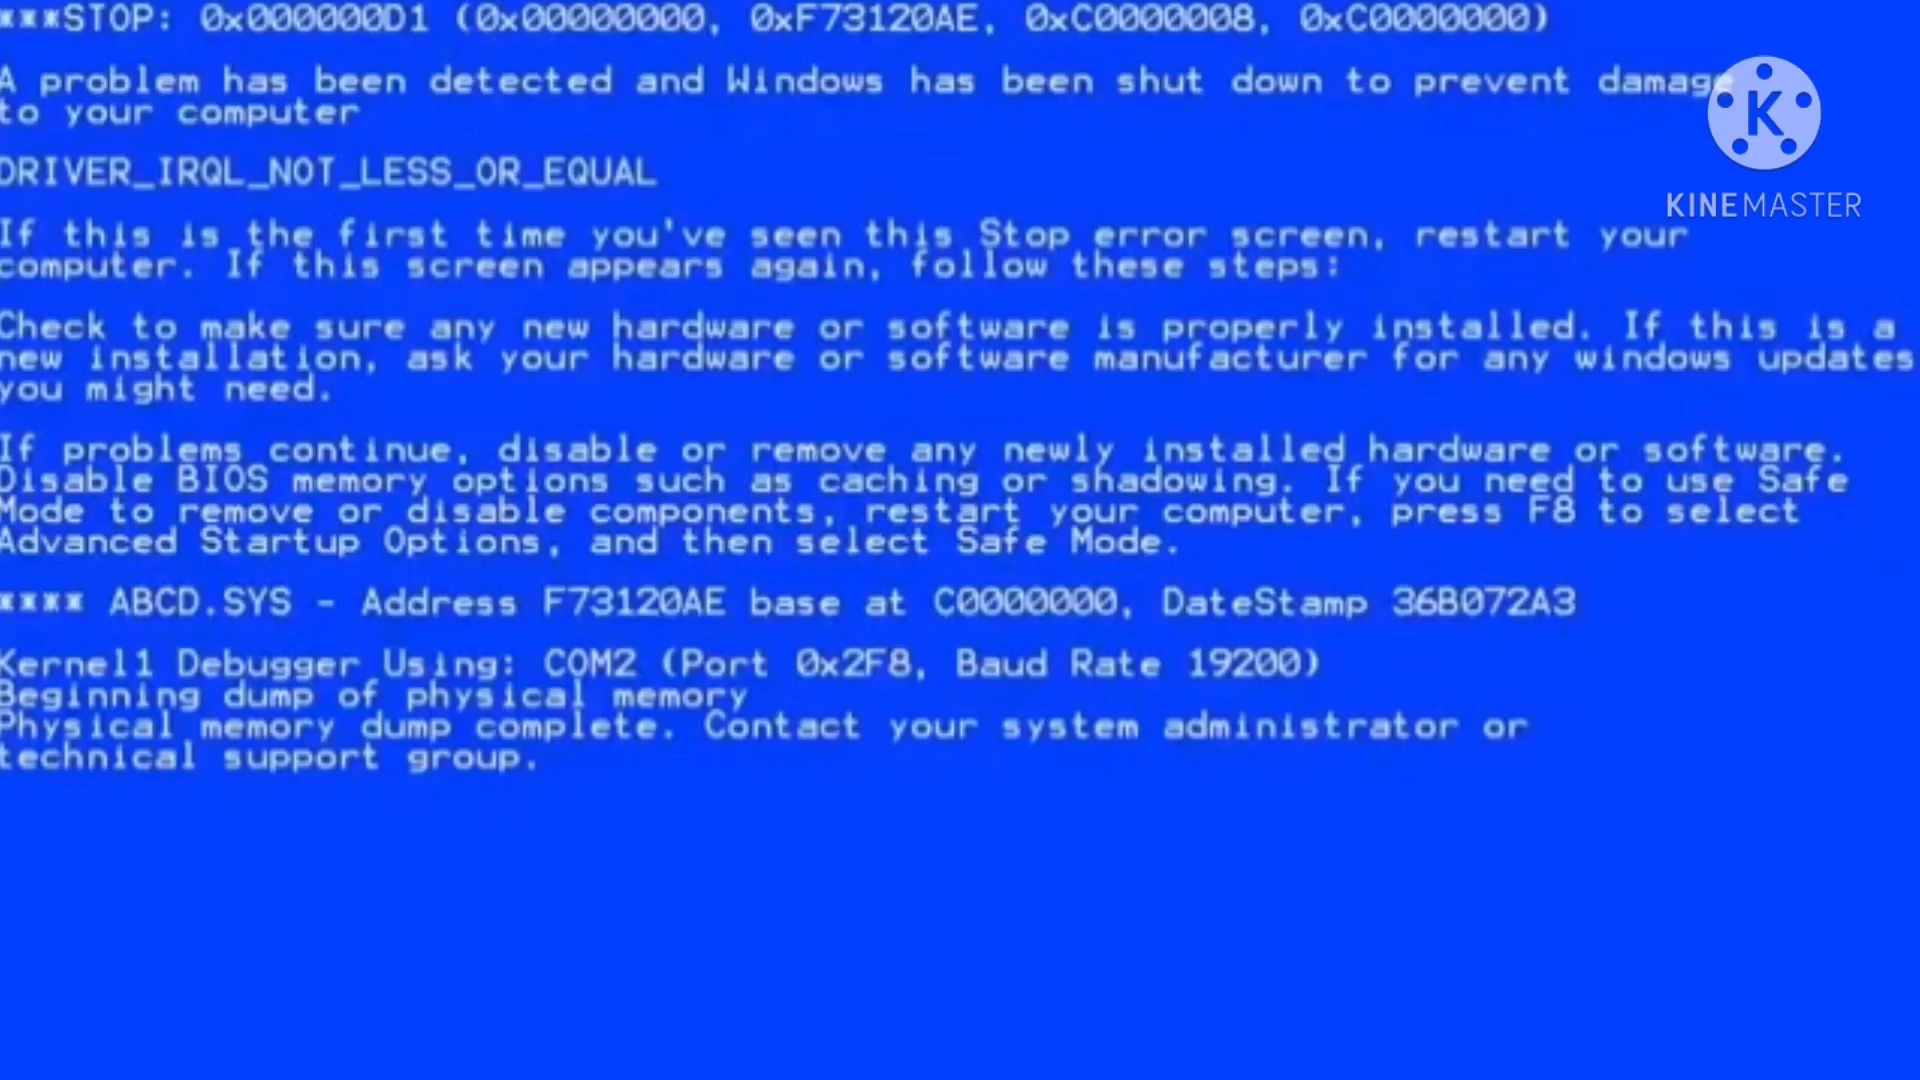 ***STOP: 0x000000D1 (0x00000000, 0xF73120AE, 0xC0000008, 0xC0000000)
A problem has been detected and Windows has been shut down to prevent damage
to your computer
DRIVER_IRQL_NOT_LESS_OR_EQUAL
If this is the first time you've seen this Stop error screen, restart your
computer. If this screen appears again, follow these steps:
Check to make sure any new hardware or software is properly installed. If this is a
new installation, ask your hardware or software manufacturer for any windows updates
you might need.
If problems continue, disable or remove any newly installed hardware or software.
Disable BIOS memory options such as caching or shadowing. If you need to use Safe
Mode to remove or disable components, restart your computer, press F8 to select
Advanced Startup Options, and then select Safe Mode.
**** ABCD.SYS - Address F73120AE base at C0000000, DateStamp 36B072A3
Kernel1 Debugger Using: COM2 (Port 0x2F8, Baud Rate 19200)
Beginning dump of physical memory
Physical memory dump complete. Contact your system administrator or
technical support group.
K
KINEMASTER